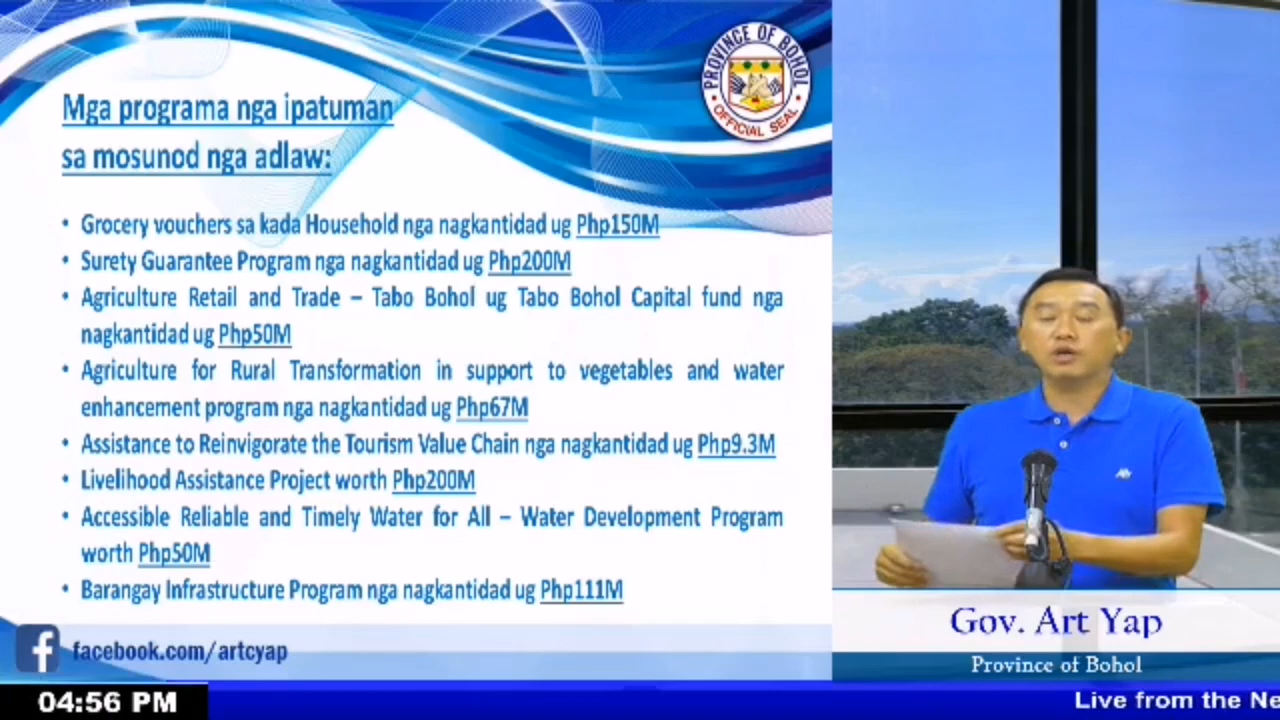 PROVINCE OF BOHOL
OFFICIAL SEAL
Mga programa nga ipatuman
sa mosunod nga adlaw:
• Grocery vouchers sa kada Household nga nagkantidad ug Php150M
• Surety Guarantee Program nga nagkantidad ug Php200M
• Agriculture Retail and Trade – Tabo Bohol ug Tabo Bohol Capital fund nga
nagkantidad ug Php50M
• Agriculture for Rural Transformation in support to vegetables and water
enhancement program nga nagkantidad ug Php67M
• Assistance to Reinvigorate the Tourism Value Chain nga nagkantidad ug Php9.3M
• Livelihood Assistance Project worth Php200M
• Accessible Reliable and Timely Water for All – Water Development Program
worth Php50M
• Barangay Infrastructure Program nga nagkantidad ug Php111M
facebook.com/artcyap
Gov. Art Yap
Province of Bohol
04:56 PM
Live from the Ne